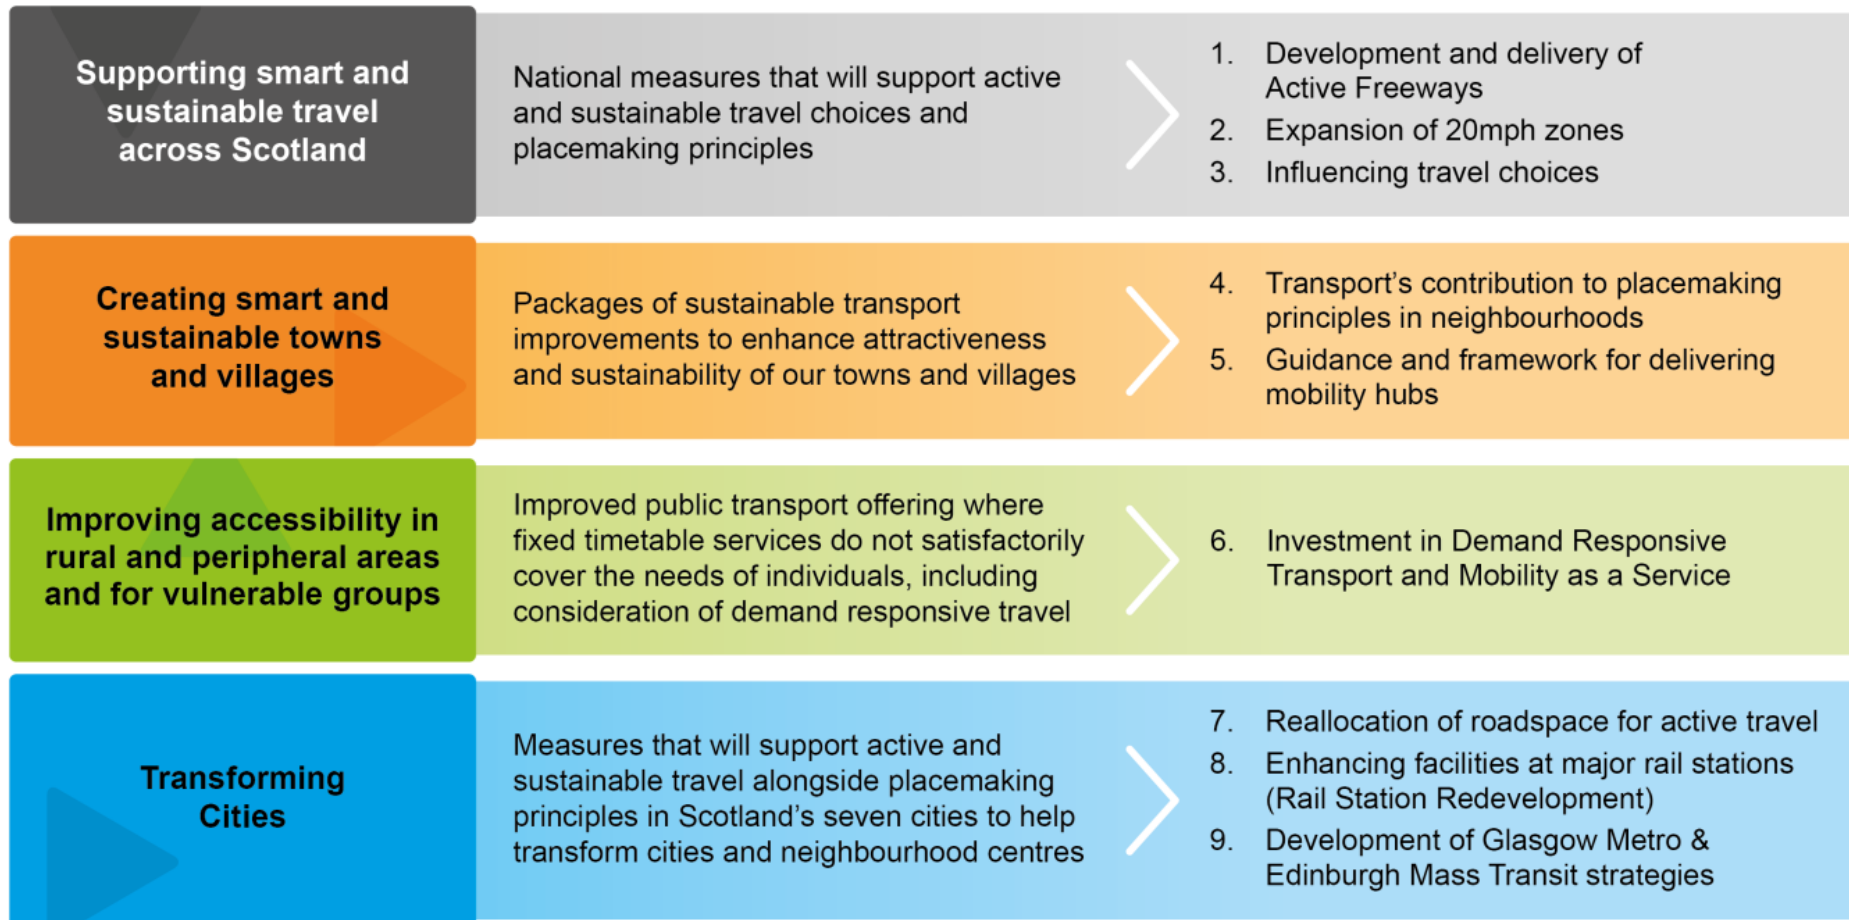 Supporting smart and
sustainable travel
across Scotland
National measures that will support active
and sustainable travel choices and
placemaking principles
1. Development and delivery of
Active Freeways
2. Expansion of 20mph zones
3. Influencing travel choices
Creating smart and
sustainable towns
and villages
Packages of sustainable transport
improvements to enhance attractiveness
and sustainability of our towns and villages
4. Transport’s contribution to placemaking
principles in neighbourhoods
5. Guidance and framework for delivering
mobility hubs
Improving accessibility in
rural and peripheral areas
and for vulnerable groups
Improved public transport offering where
fixed timetable services do not satisfactorily
cover the needs of individuals, including
consideration of demand responsive travel
6. Investment in Demand Responsive
Transport and Mobility as a Service
Transforming
Cities
Measures that will support active and
sustainable travel alongside placemaking
principles in Scotland’s seven cities to help
transform cities and neighbourhood centres
7. Reallocation of roadspace for active travel
8. Enhancing facilities at major rail stations
(Rail Station Redevelopment)
9. Development of Glasgow Metro &
Edinburgh Mass Transit strategies